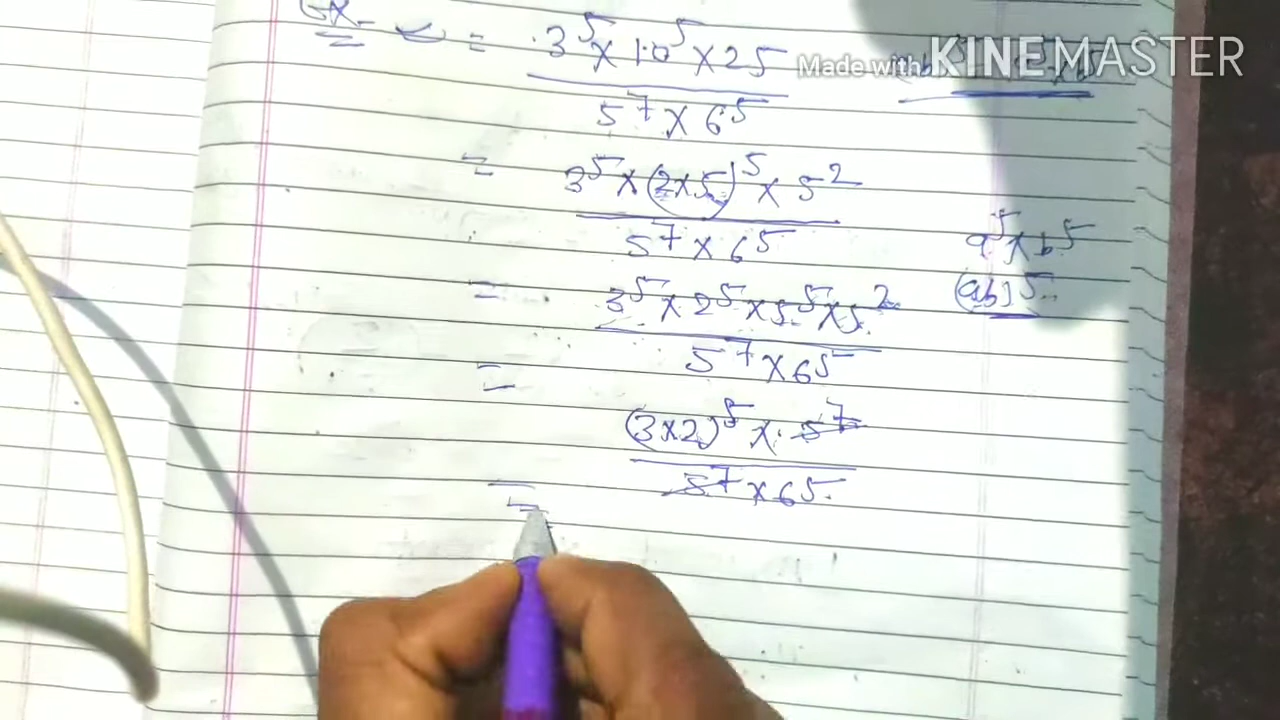 Ex
= 3⁵ × 10⁵ × 25
5⁷ × 6⁵
Made with KINEMASTER
= 3⁵ × (2×5)⁵ × 5²
5⁷ × 6⁵
a⁵ × b⁵
(ab)⁵
= 3⁵ × 2⁵ × 5⁵ × 5²
5⁷ × 6⁵
= (3×2)⁵ × 5⁷
5⁷ × 6⁵
=